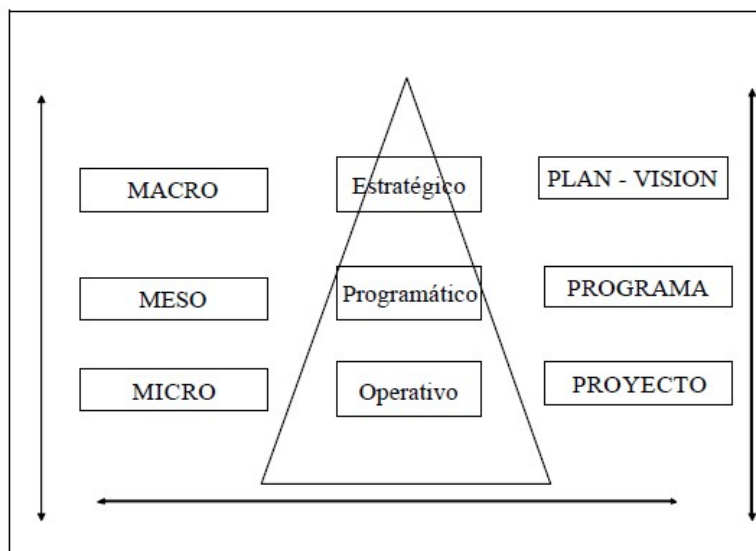 MACRO
Estratégico
PLAN - VISION
MESO
Programático
PROGRAMA
MICRO
Operativo
PROYECTO